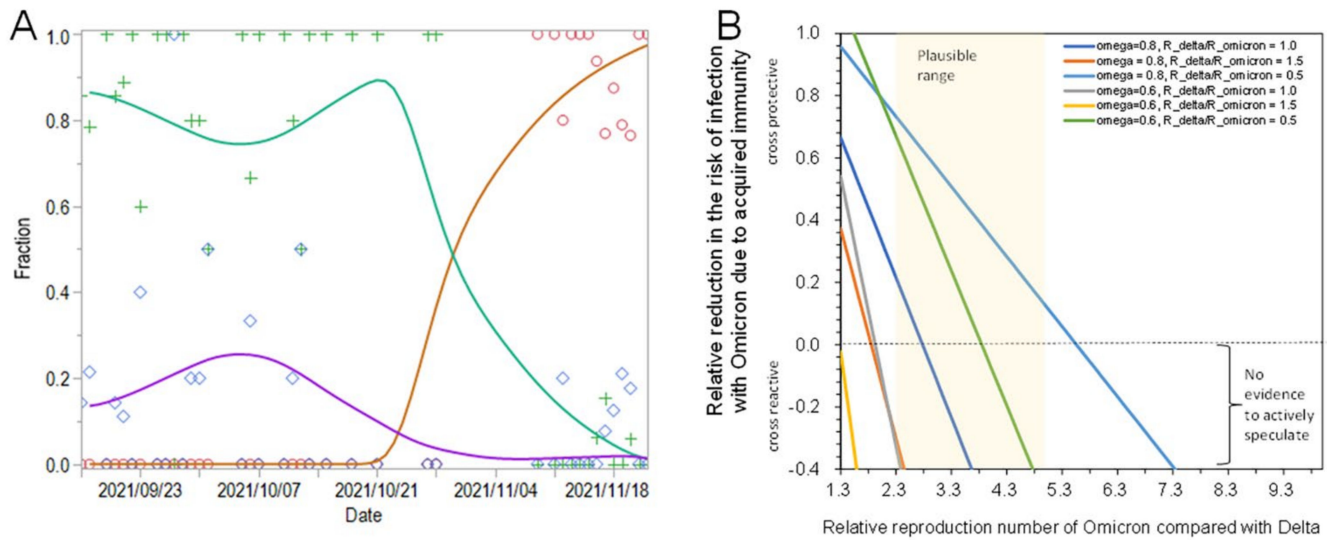 A
1.0
0.8
0.6
0.4
0.2
0.0
Fraction
2021/09/23
2021/10/07
2021/10/21
2021/11/04
2021/11/18
Date
B
Relative reduction in the risk of infection
with Omicron due to acquired immunity
cross protective
cross reactive
1.0
0.8
0.6
0.4
0.2
0.0
-0.2
-0.4
Plausible
range
omega=0.8, R_delta/R_omicron = 1.0
omega = 0.8, R_delta/R_omicron = 1.5
omega = 0.8, R_delta/R_omicron = 0.5
omega=0.6, R_delta/R_omicron = 1.0
omega=0.6, R_delta/R_omicron = 1.5
omega=0.6, R_delta/R_omicron = 0.5
No
evidence
to actively
speculate
1.3
2.3
3.3
4.3
5.3
6.3
7.3
8.3
9.3
Relative reproduction number of Omicron compared with Delta